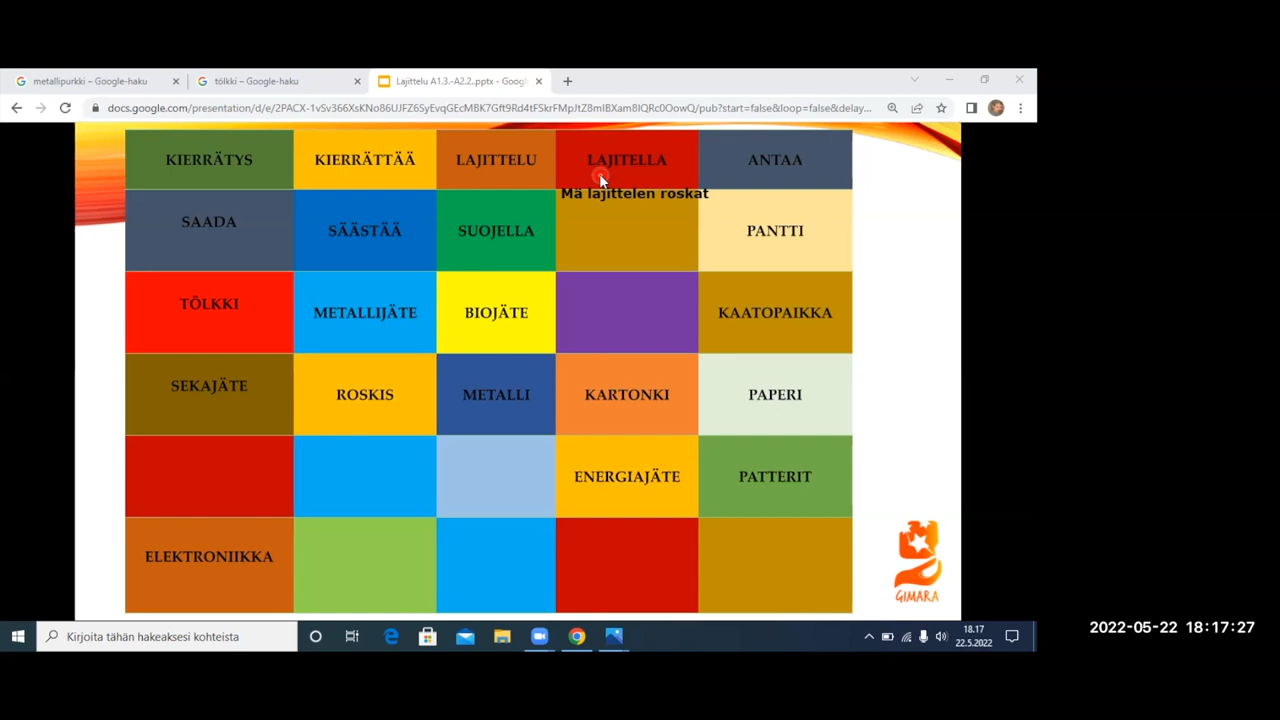 metallipurkki – Google-haku
tölkki – Google-haku
Lajittelu A1.3.-A2.2..pptx - Goog
docs.google.com/presentation/d/e/2PACX-1vSv366XsKNo86UJFZ6SyEvqGEcMBK7Gft9Rd4tFSkrFMpJtZ8mIBXam8IQRc0OowQ/pub?start=false&loop=false&delay...
KIERRÄTYS
KIERRÄTTÄÄ
LAJITTELU
LAJITELLA
ANTAA
Mä lajittelen roskat
SAADA
SÄÄSTÄÄ
SUOJELLA
PANTTI
TÖLKKI
METALLIJÄTE
BIOJÄTE
KAATOPAIKKA
SEKAJÄTE
ROSKIS
METALLI
KARTONKI
PAPERI
ENERGIAJÄTE
PATTERIT
ELEKTRONIIKKA
GIMARA
Kirjoita tähän hakeaksesi kohteista
18.17
22.5.2022
2022-05-22 18:17:27